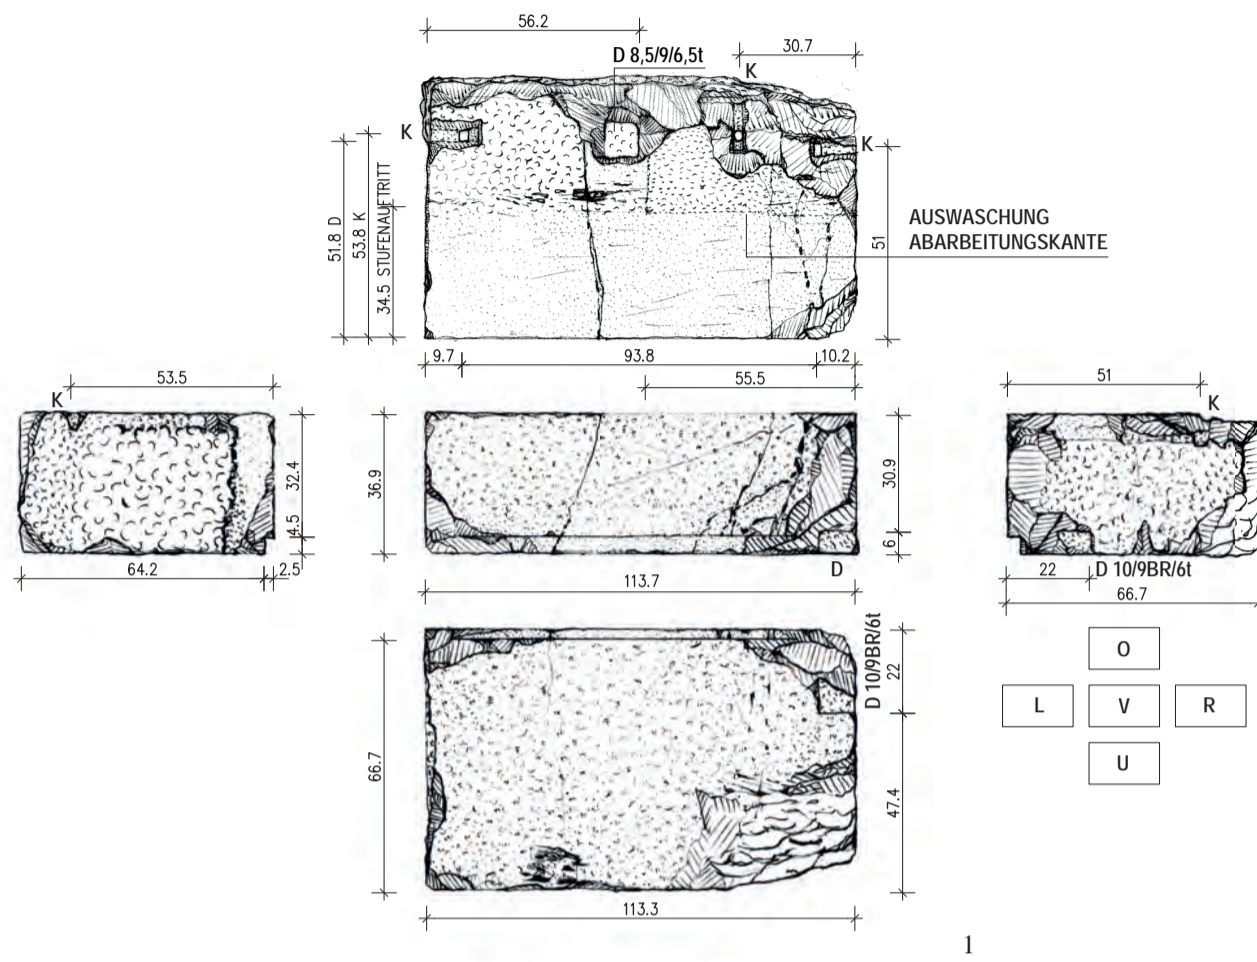 56.2
30.7
D 8,5/9/6,5t
K
K
K
51.8 D
53.8 K
34.5 STUFENAUFTRITT
51
AUSWASCHUNG
ABARBEITUNGSKANTE
9.7
93.8
10.2
55.5
53.5
K
32.4
4.5
64.2
2.5
36.9
30.9
6
D
113.7
51
K
22
D 10/9BR/6t
66.7
66.7
D 10/9BR/6t
22
47.4
113.3
O
L
V
R
U
1